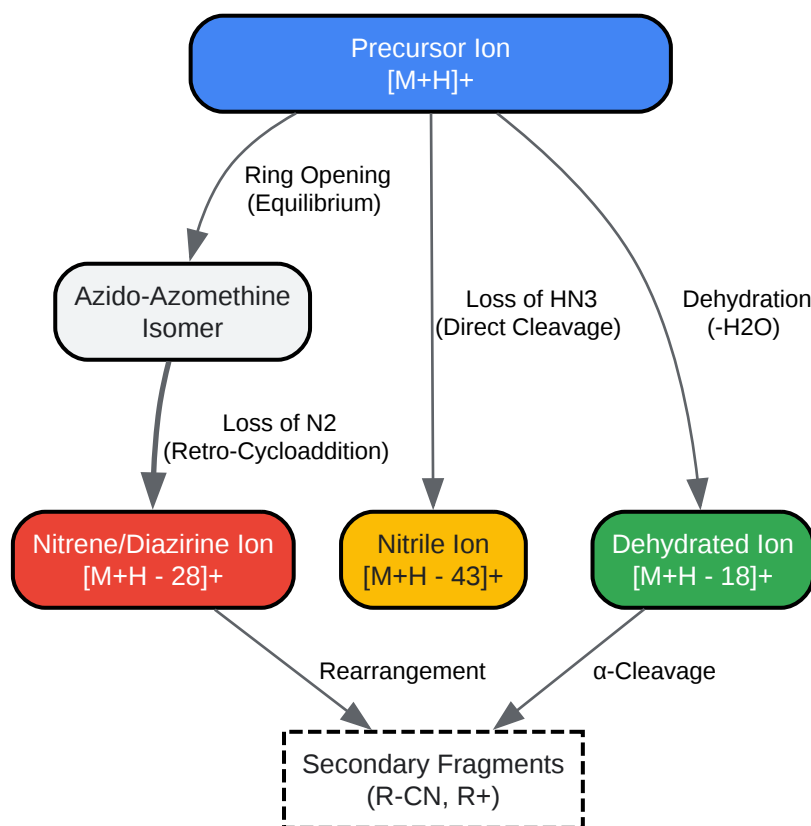 Precursor Ion
[M+H]+
Ring Opening
(Equilibrium)
Azido-Azomethine
Isomer
Loss of HN3
(Direct Cleavage)
Dehydration
(-H2O)
Loss of N2
(Retro-Cycloaddition)
Nitrene/Diazirine Ion
[M+H - 28]+
Nitrile Ion
[M+H - 43]+
Dehydrated Ion
[M+H - 18]+
Rearrangement
α-Cleavage
Secondary Fragments
(R-CN, R+)